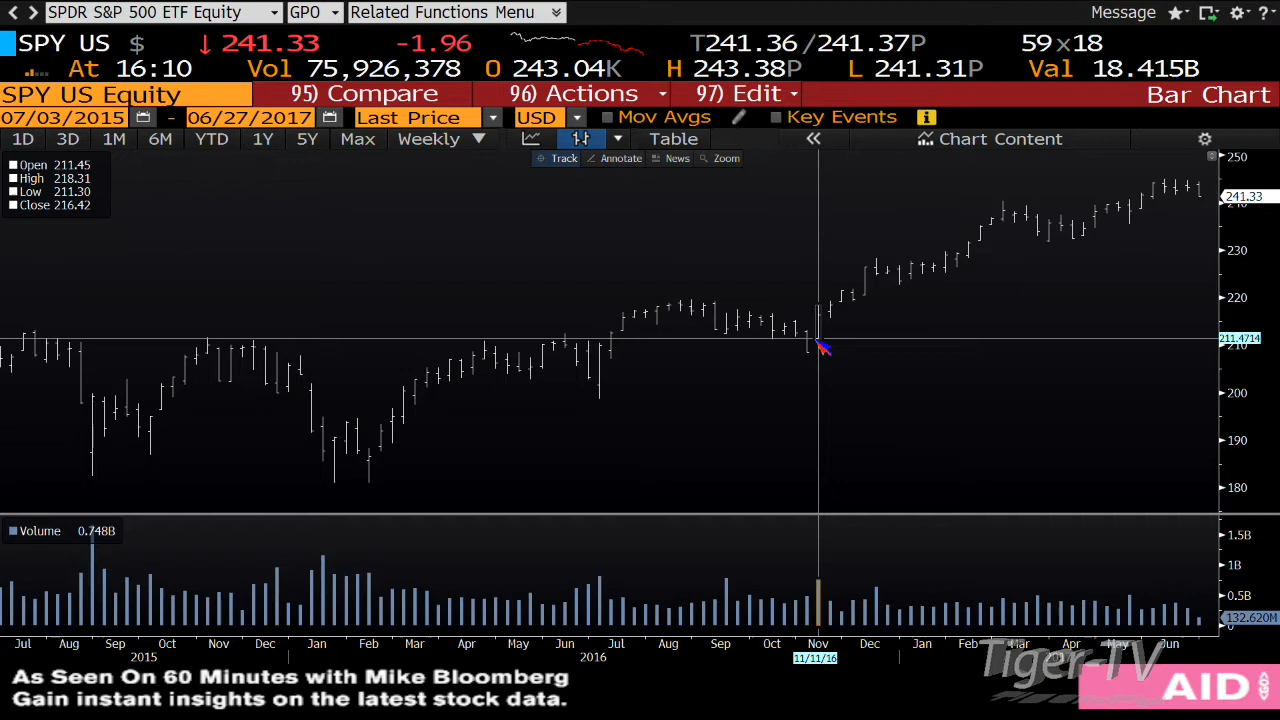 SPDR S&P 500 ETF Equity GPO Related Functions Menu Message ?
SPY US $ ↓ 241.33 -1.96 T241.36 /241.37P 59x18
At 16:10 Vol 75,926,378 O 243.04K H 243.38P L 241.31P Val 18.415B
SPY US Equity 95) Compare 96) Actions 97) Edit Bar Chart
07/03/2015 - 06/27/2017 Last Price USD Mov Avgs Key Events i
1D 3D 1M 6M YTD 1Y 5Y Max Weekly ▼ Table « Chart Content
Track Annotate News Zoom
Open 211.45
High 218.31
Low 211.30
Close 216.42
250
241.33
230
220
211.4714
210
200
190
180
Volume 0.748B
1.5B
1B
0.5B
132.620M
0
Jul Aug Sep Oct Nov Dec Jan Feb Mar Apr May Jun Jul Aug Sep Oct Nov Dec Jan Feb Mar Apr May Jun
2015 2016
11/11/16
Tiger-TV
As Seen On 60 Minutes with Mike Bloomberg
Gain instant insights on the latest stock data.
AID